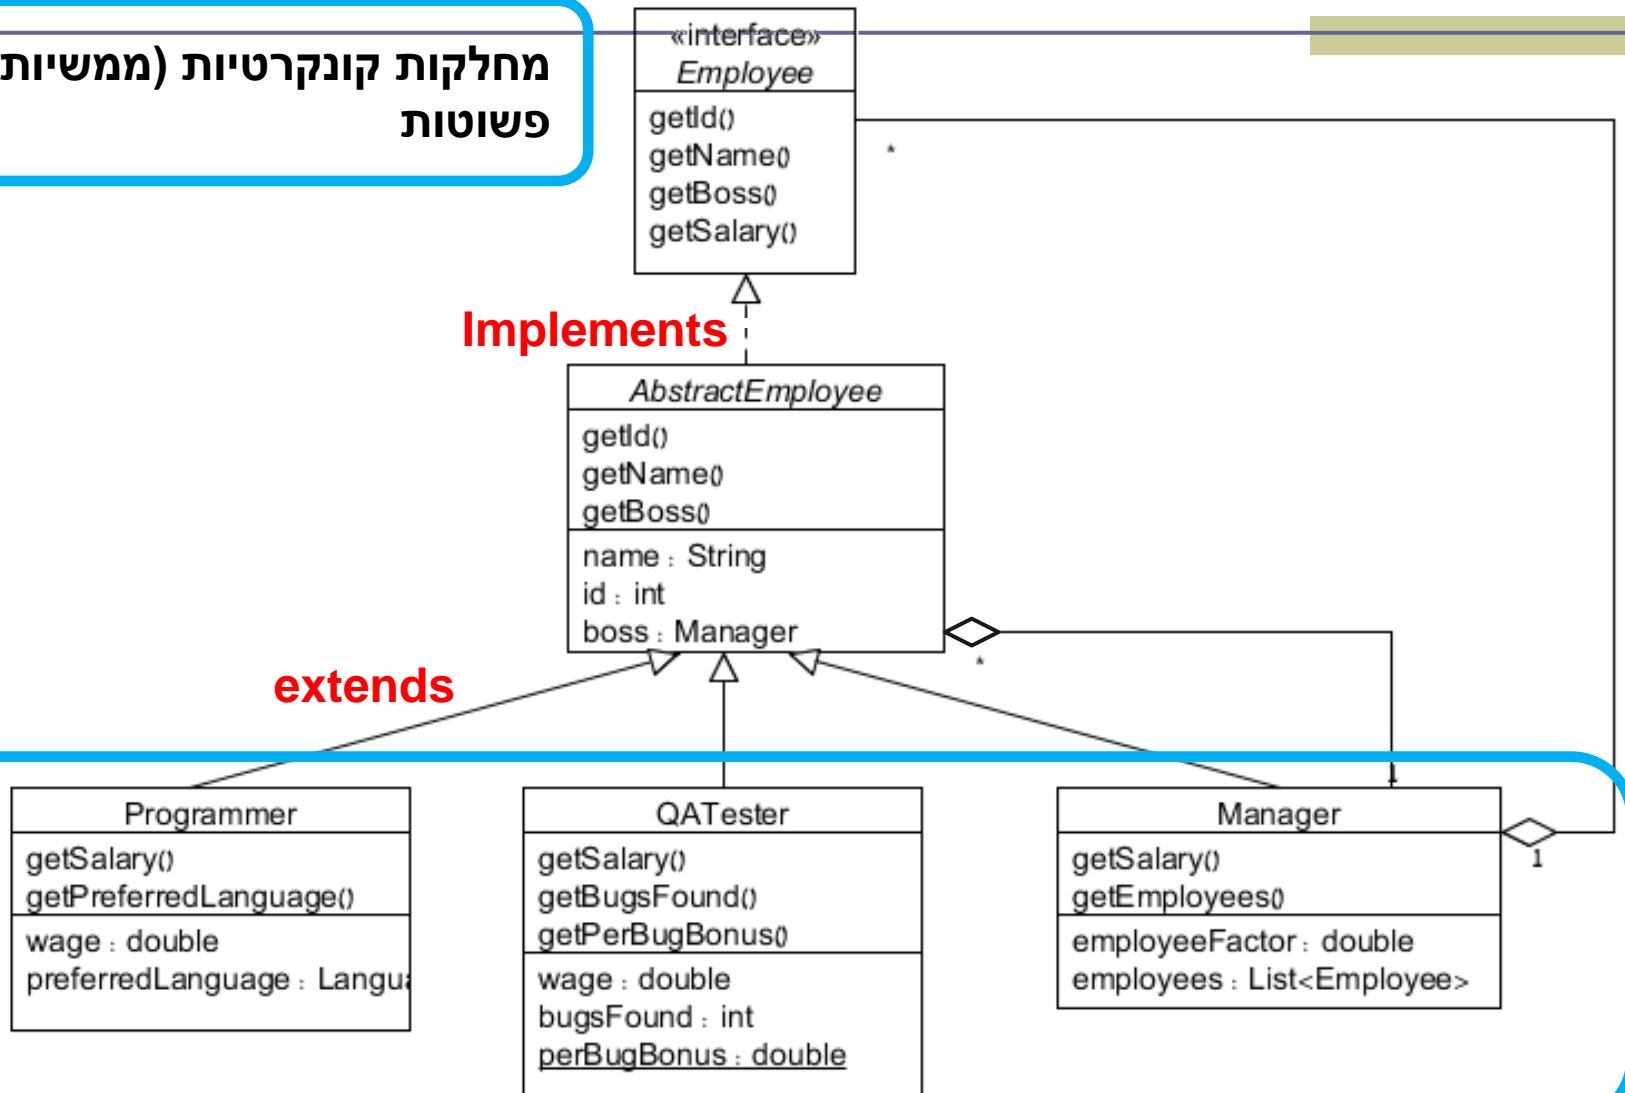 מחלקות קונקרטיות (ממשיות
פשוטות
«interface»
Employee
getId()
getName()
getBoss()
getSalary()
*
Implements
AbstractEmployee
getId()
getName()
getBoss()
name : String
id : int
boss : Manager
*
extends
1
Programmer
getSalary()
getPreferredLanguage()
wage : double
preferredLanguage : Langua
QATester
getSalary()
getBugsFound()
getPerBugBonus()
wage : double
bugsFound : int
perBugBonus : double
Manager
getSalary()
getEmployees()
employeeFactor : double
employees : List<Employee>
1